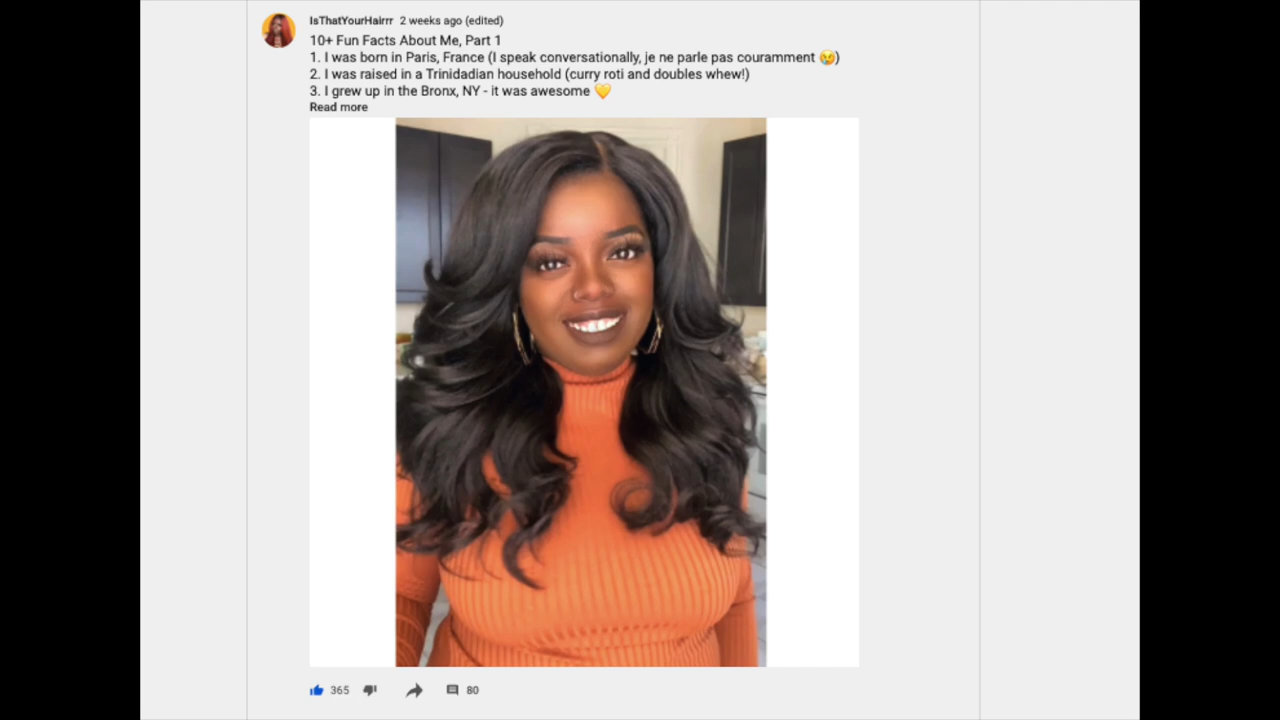 IsThatYourHairrr 2 weeks ago (edited)
10+ Fun Facts About Me, Part 1
1. I was born in Paris, France (I speak conversationally, je ne parle pas couramment 😢)
2. I was raised in a Trinidadian household (curry roti and doubles whew!)
3. I grew up in the Bronx, NY - it was awesome 💛
Read more
365 80